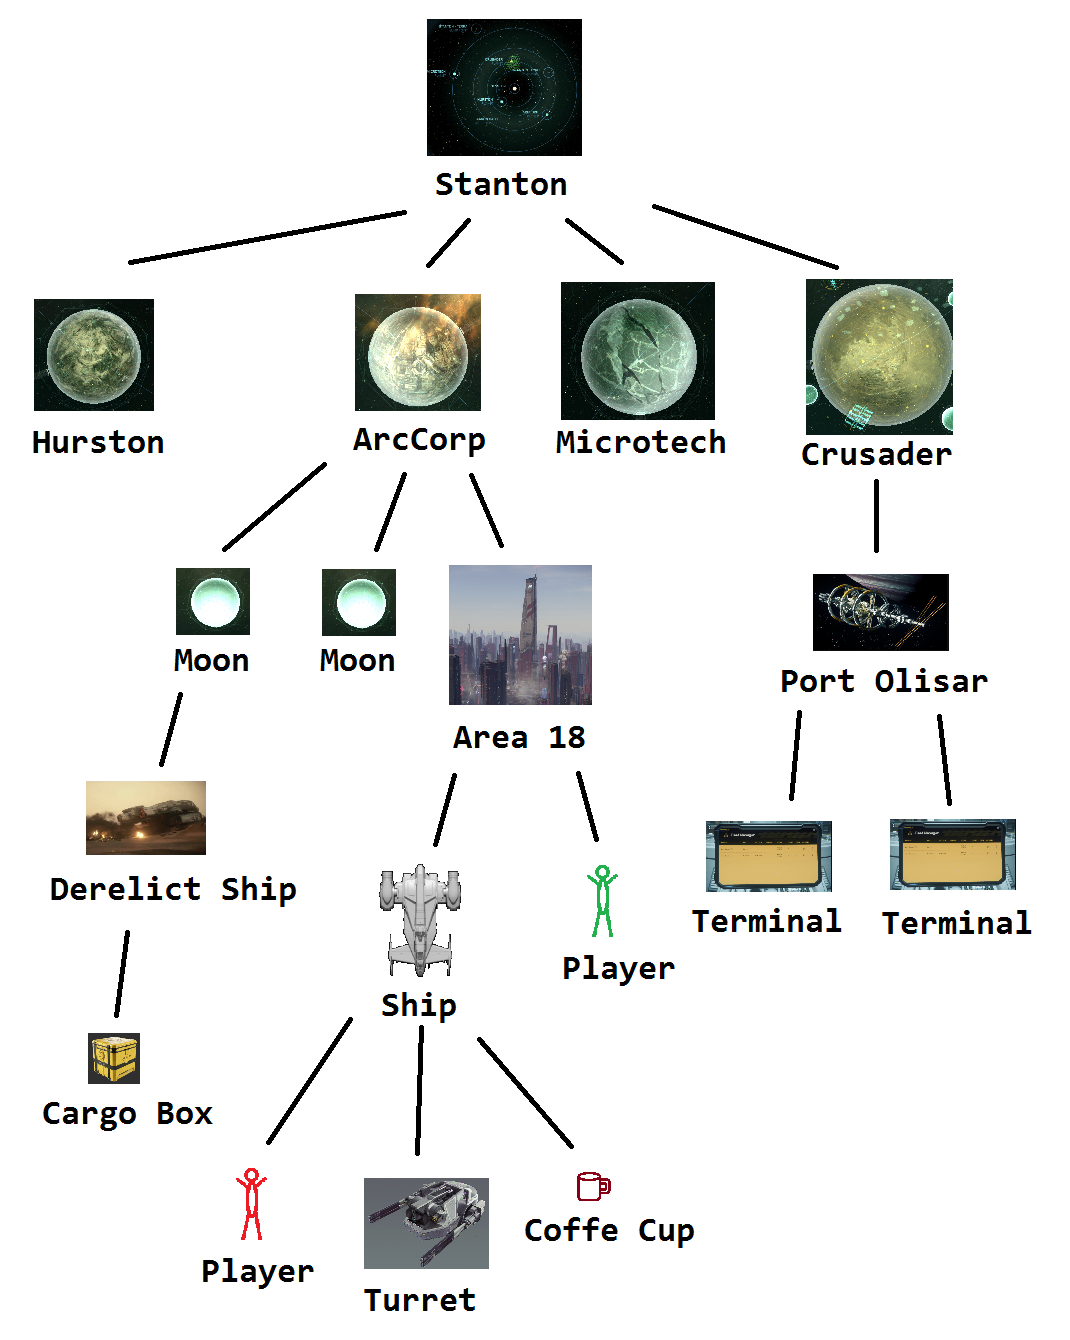 Stanton
Hurston
ArcCorp
Microtech
Crusader
Moon
Moon
Area 18
Port Olisar
Derelict Ship
Ship
Player
Terminal
Terminal
Cargo Box
Player
Turret
Coffe Cup